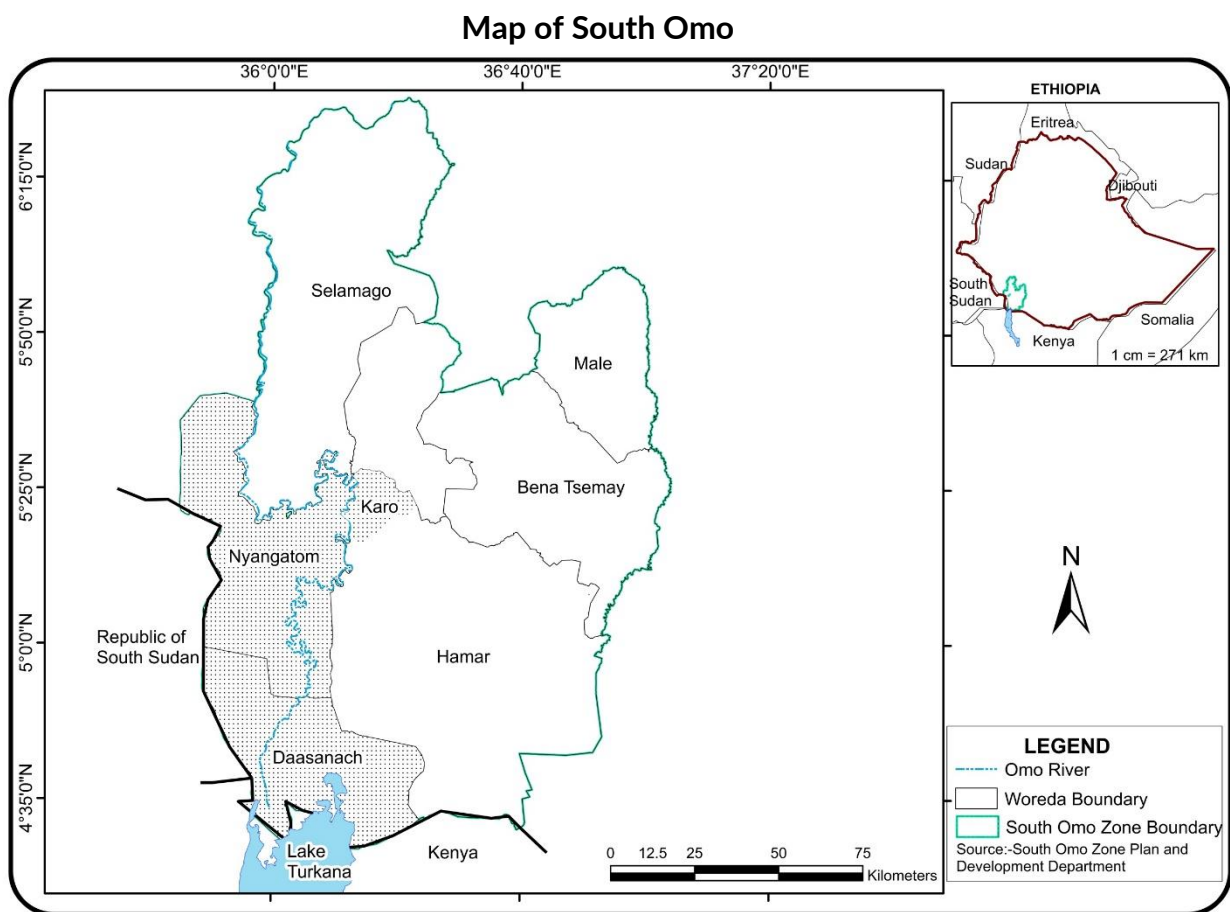 Map of South Omo
36°0'0"E
36°40'0"E
37°20'0"E
6°15'0"N
5°50'0"N
5°25'0"N
5°0'0"N
4°35'0"N
Selamago
Male
Bena Tsemay
Karo
Nyangatom
Republic of
South Sudan
Hamar
Daasanach
Lake
Turkana
Kenya
0 12.5 25 50 75
Kilometers
ETHIOPIA
Eritrea
Sudan
Djibouti
South
Sudan
Somalia
Kenya
1 cm = 271 km
N
LEGEND
Omo River
Woreda Boundary
South Omo Zone Boundary
Source:-South Omo Zone Plan and
Development Department